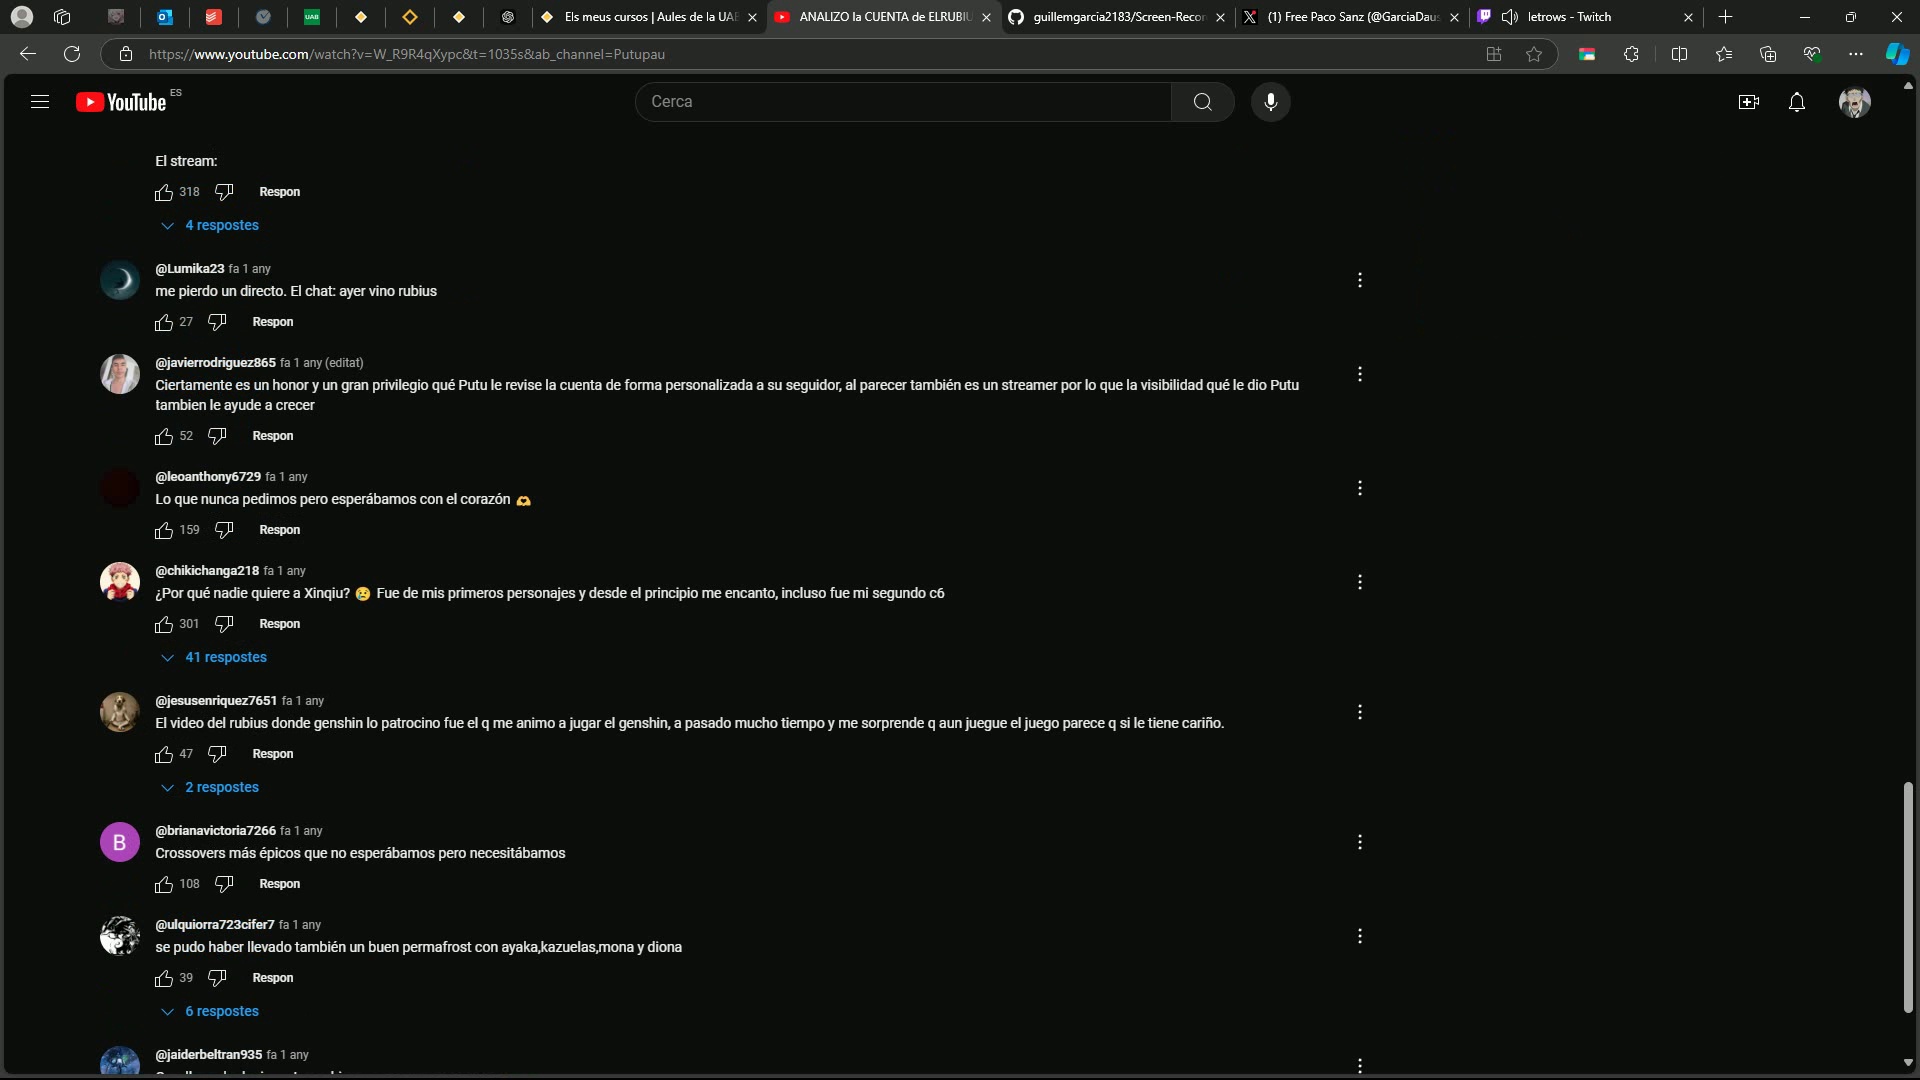 UAB
Els meus cursos | Aules de la UAB
ANALIZO la CUENTA de ELRUBIU
guillemgarcia2183/Screen-Recor
(1) Free Paco Sanz (@GarciaDaus
letrows - Twitch
https://www.youtube.com/watch?v=W_R9R4qXypc&t=1035s&ab_channel=Putupau
YouTube ES
Cerca
El stream:
318 Respon
4 respostes
@Lumika23 fa 1 any
me pierdo un directo. El chat: ayer vino rubius
27 Respon
@javierrodriguez865 fa 1 any (editat)
Ciertamente es un honor y un gran privilegio qué Putu le revise la cuenta de forma personalizada a su seguidor, al parecer también es un streamer por lo que la visibilidad qué le dio Putu
tambien le ayude a crecer
52 Respon
@leoanthony6729 fa 1 any
Lo que nunca pedimos pero esperábamos con el corazón 🫶
159 Respon
@chikichanga218 fa 1 any
¿Por qué nadie quiere a Xinqiu? 😢 Fue de mis primeros personajes y desde el principio me encanto, incluso fue mi segundo c6
301 Respon
41 respostes
@jesusenriquez7651 fa 1 any
El video del rubius donde genshin lo patrocino fue el q me animo a jugar el genshin, a pasado mucho tiempo y me sorprende q aun juegue el juego parece q si le tiene cariño.
47 Respon
2 respostes
B
@brianavictoria7266 fa 1 any
Crossovers más épicos que no esperábamos pero necesitábamos
108 Respon
@ulquiorra723cifer7 fa 1 any
se pudo haber llevado también un buen permafrost con ayaka,kazuelas,mona y diona
39 Respon
6 respostes
@jaiderbeltran935 fa 1 any